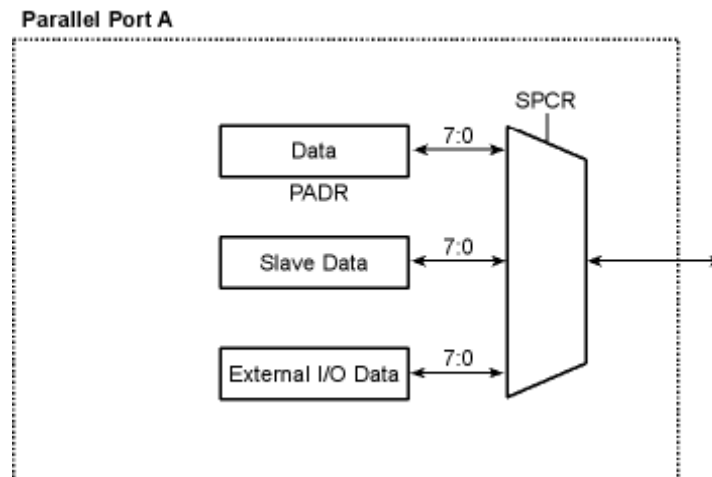 Parallel Port A
SPCR
7:0
Data
PADR
7:0
Slave Data
7:0
External I/O Data